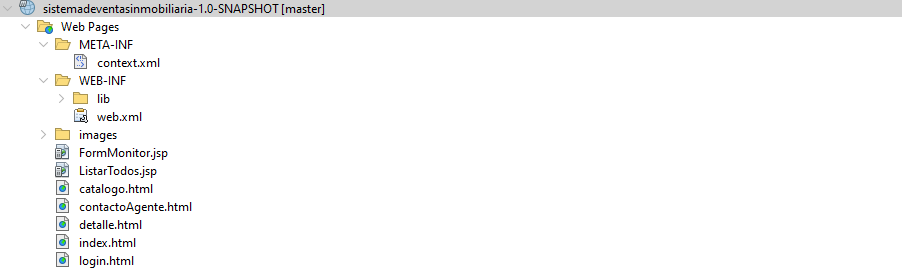 sistemadeventasinmobiliaria-1.0-SNAPSHOT [master]
Web Pages
META-INF
context.xml
WEB-INF
lib
web.xml
images
FormMonitor.jsp
ListarTodos.jsp
catalogo.html
contactoAgente.html
detalle.html
index.html
login.html